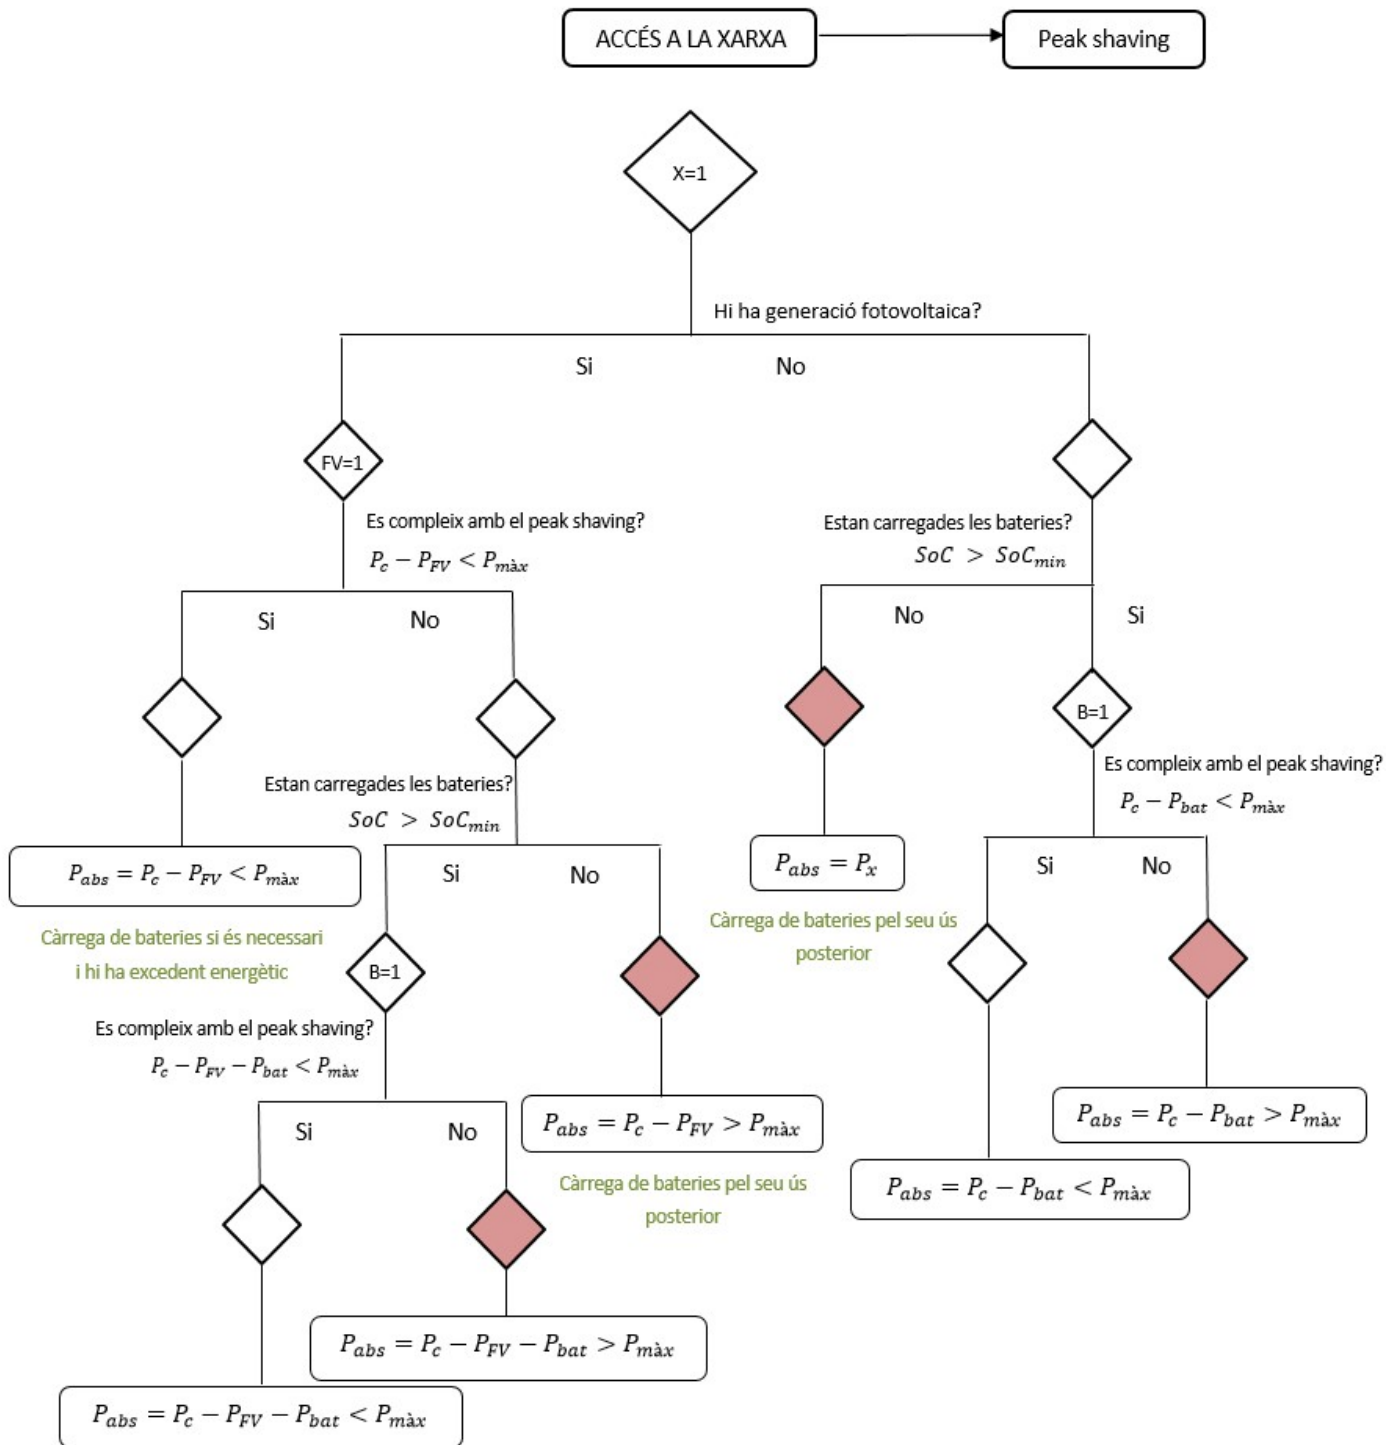 ACCÉS A LA XARXA
Peak shaving
X=1
Hi ha generació fotovoltaica?
Si
No
FV=1
Es compleix amb el peak shaving?
P_c − P_FV < P_màx
Estan carregades les bateries?
SoC > SoC_min
Si
No
No
Si
B=1
Es compleix amb el peak shaving?
P_c − P_bat < P_màx
Estan carregades les bateries?
SoC > SoC_min
P_abs = P_c − P_FV < P_màx
Càrrega de bateries si és necessari
i hi ha excedent energètic
Si
No
P_abs = P_x
Càrrega de bateries pel seu ús
posterior
Si
No
B=1
Es compleix amb el peak shaving?
P_c − P_FV − P_bat < P_màx
Si
No
P_abs = P_c − P_FV > P_màx
Càrrega de bateries pel seu ús
posterior
P_abs = P_c − P_bat > P_màx
P_abs = P_c − P_bat < P_màx
P_abs = P_c − P_FV − P_bat > P_màx
P_abs = P_c − P_FV − P_bat < P_màx